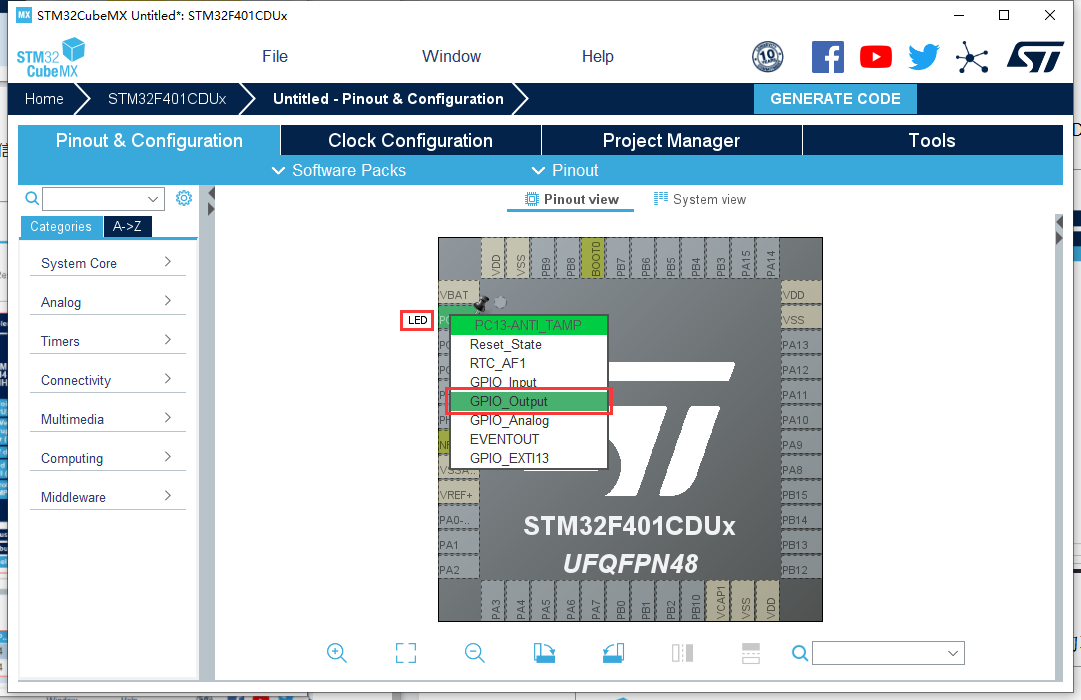 MX STM32CubeMX Untitled*: STM32F401CDUx
STM32
CubeMX
File
Window
Help
10
ST
Home
STM32F401CDUx
Untitled - Pinout & Configuration
GENERATE CODE
Pinout & Configuration
Clock Configuration
Project Manager
Tools
Software Packs
Pinout
Pinout view
System view
Categories
A->Z
System Core
Analog
Timers
Connectivity
Multimedia
Computing
Middleware
VDD
VSS
PB9
PB8
BOOT0
PB7
PB6
PB5
PB4
PB3
PA15
PA14
VBAT
LED
PC13-ANTI_TAMP
Reset_State
RTC_AF1
GPIO_Input
GPIO_Output
GPIO_Analog
EVENTOUT
GPIO_EXTI13
VSSA..
VREF+
PA0-..
PA1
PA2
VDD
VSS
PA13
PA12
PA11
PA10
PA9
PA8
PB15
PB14
PB13
PB12
STM32F401CDUx
UFQFPN48
PA3
PA4
PA5
PA6
PA7
PB0
PB1
PB2
PB10
VCAP1
VSS
VDD